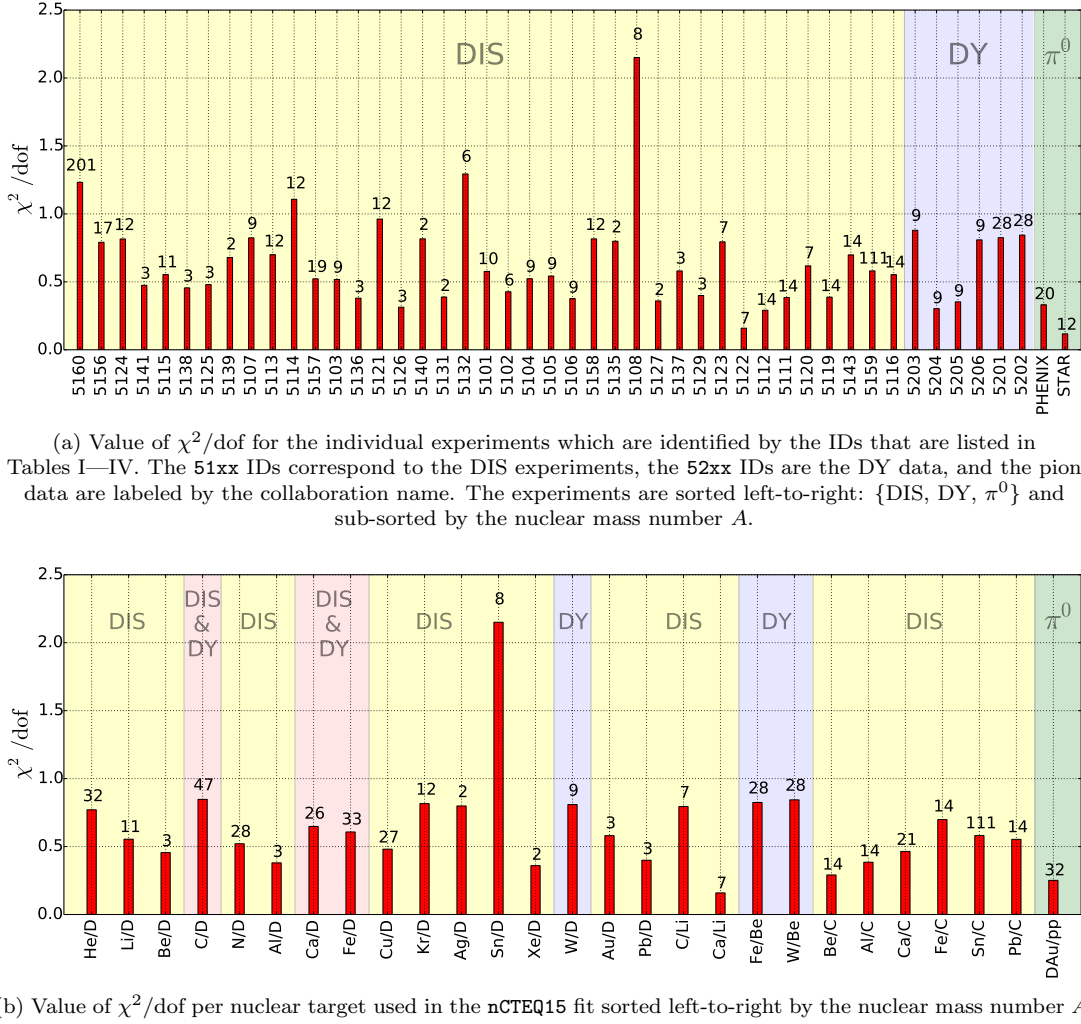 2.5
2.0
1.5
1.0
0.5
0.0
χ² /dof
DIS DY π⁰
201 17 12 3 11 3 3 2 9 12 12 19 9 3 12 3 2 2 6 10 6 9 9 9 12 2 8 2 3 3 7 7 14 14 7 14 14 111 14 9 9 9 9 28 28 20 12
5160 5156 5124 5141 5115 5138 5125 5139 5107 5113 5114 5157 5103 5136 5121 5126 5140 5131 5132 5101 5102 5104 5105 5106 5158 5135 5108 5127 5137 5129 5123 5122 5112 5111 5120 5119 5143 5159 5116 5203 5204 5205 5206 5201 5202 PHENIX STAR
(a) Value of χ²/dof for the individual experiments which are identified by the IDs that are listed in
Tables I—IV. The 51xx IDs correspond to the DIS experiments, the 52xx IDs are the DY data, and the pion
data are labeled by the collaboration name. The experiments are sorted left-to-right: {DIS, DY, π⁰} and
sub-sorted by the nuclear mass number A.
2.5
2.0
1.5
1.0
0.5
0.0
χ² /dof
DIS
DIS
&
DY
DIS
DIS
&
DY
DIS
DY
DIS
DY
DIS
π⁰
32 11 3 47 28 3 26 33 27 12 2 8 2 9 3 3 7 7 28 28 14 14 21 14 111 14 32
He/D Li/D Be/D C/D N/D Al/D Ca/D Fe/D Cu/D Kr/D Ag/D Sn/D Xe/D W/D Au/D Pb/D C/Li Ca/Li Fe/Be W/Be Be/C Al/C Ca/C Fe/C Sn/C Pb/C DAu/pp
(b) Value of χ²/dof per nuclear target used in the nCTEQ15 fit sorted left-to-right by the nuclear mass number A